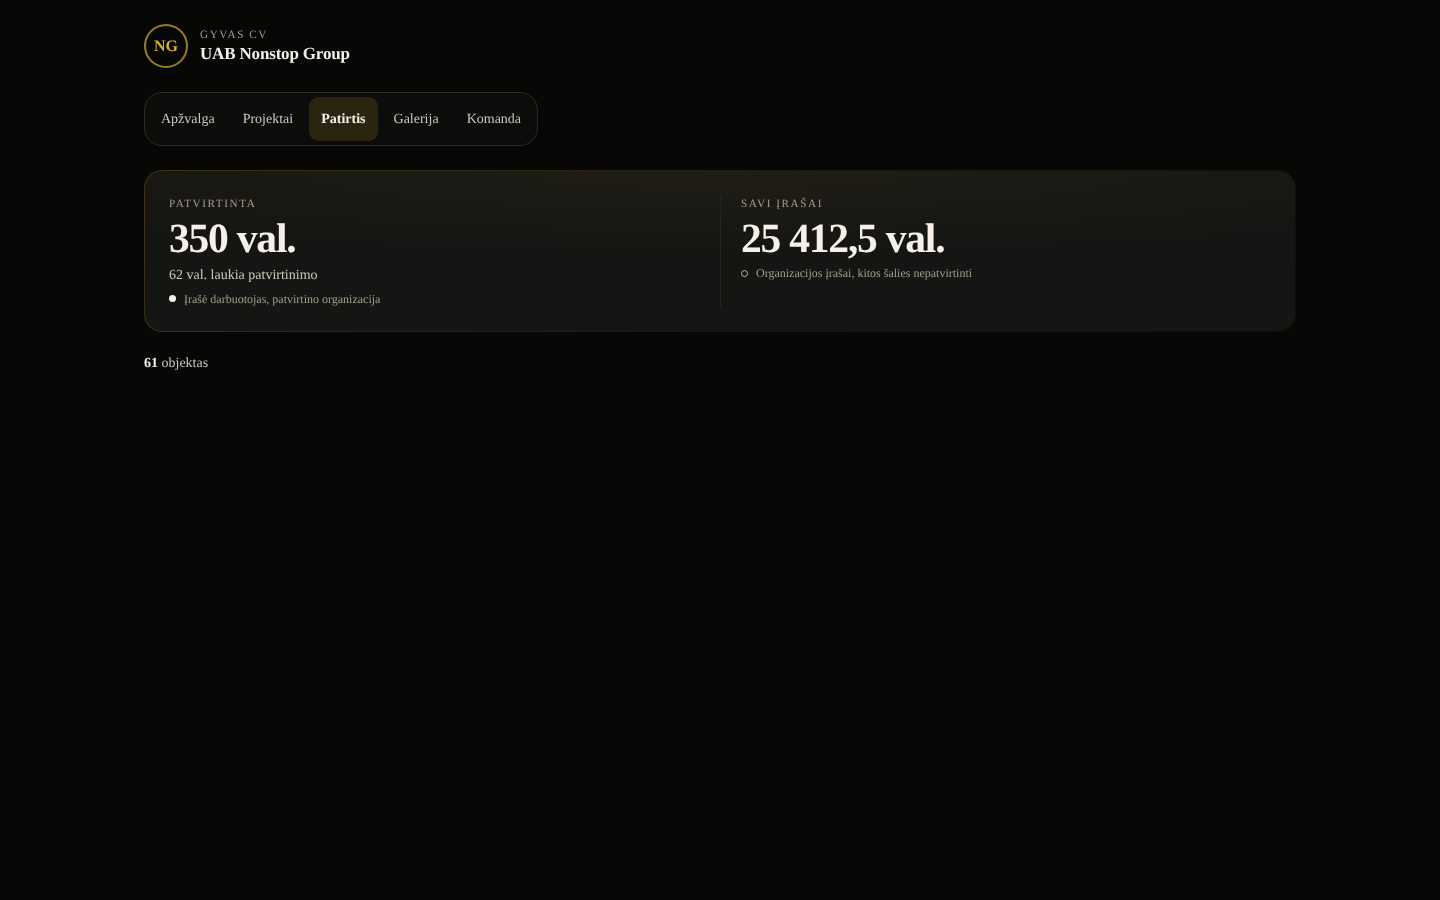 NG
GYVAS CV
UAB Nonstop Group
Apžvalga Projektai Patirtis Galerija Komanda
PATVIRTINTA
350 val.
62 val. laukia patvirtinimo
Įrašė darbuotojas, patvirtino organizacija
SAVI ĮRAŠAI
25 412,5 val.
Organizacijos įrašai, kitos šalies nepatvirtinti
61 objektas